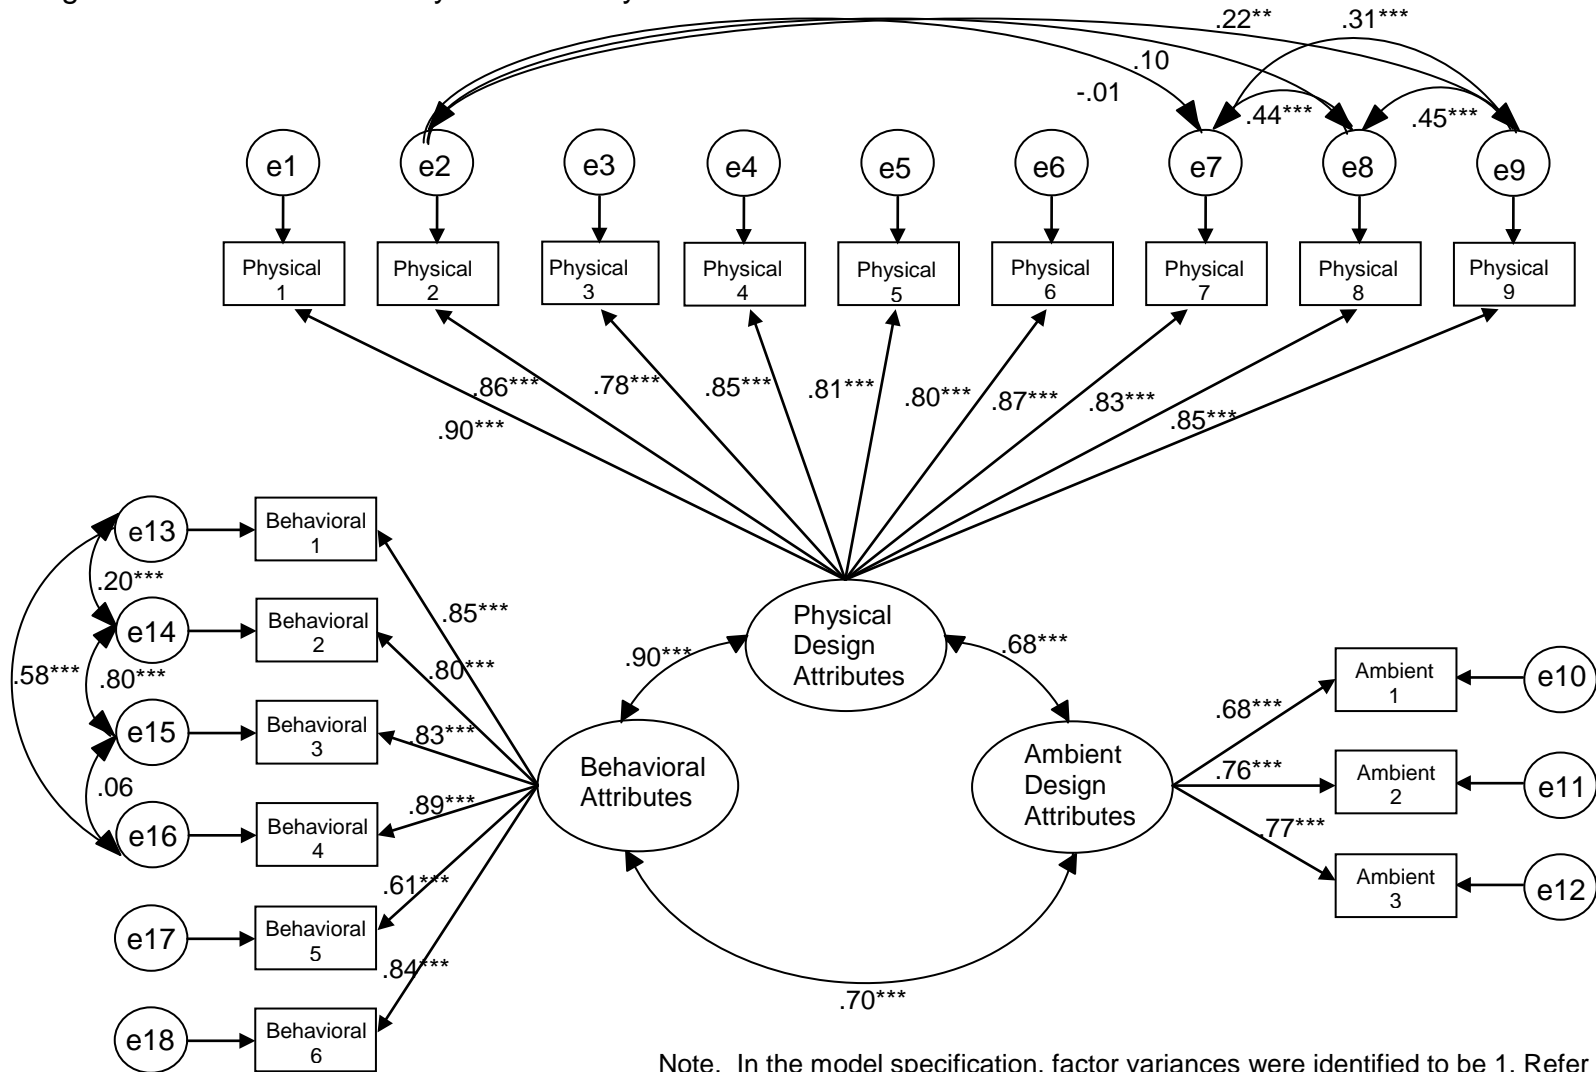 .22** .31***
.10
-.01
.44*** .45***
e1 e2 e3 e4 e5 e6 e7 e8 e9
Physical
1
Physical
2
Physical
3
Physical
4
Physical
5
Physical
6
Physical
7
Physical
8
Physical
9
.86*** .78*** .85*** .81*** .80*** .87*** .83*** .85***
.90***
e13
Behavioral
1
.20***
e14
Behavioral
2
.58*** .80***
e15
Behavioral
3
.06
e16
Behavioral
4
e17
Behavioral
5
e18
Behavioral
6
.85***
.80***
.83***
.89***
.61***
.84***
Physical
Design
Attributes
.90*** .68***
Behavioral
Attributes
Ambient
Design
Attributes
.70***
.68***
.76***
.77***
Ambient
1
e10
Ambient
2
e11
Ambient
3
e12
Note. In the model specification, factor variances were identified to be 1. Refer